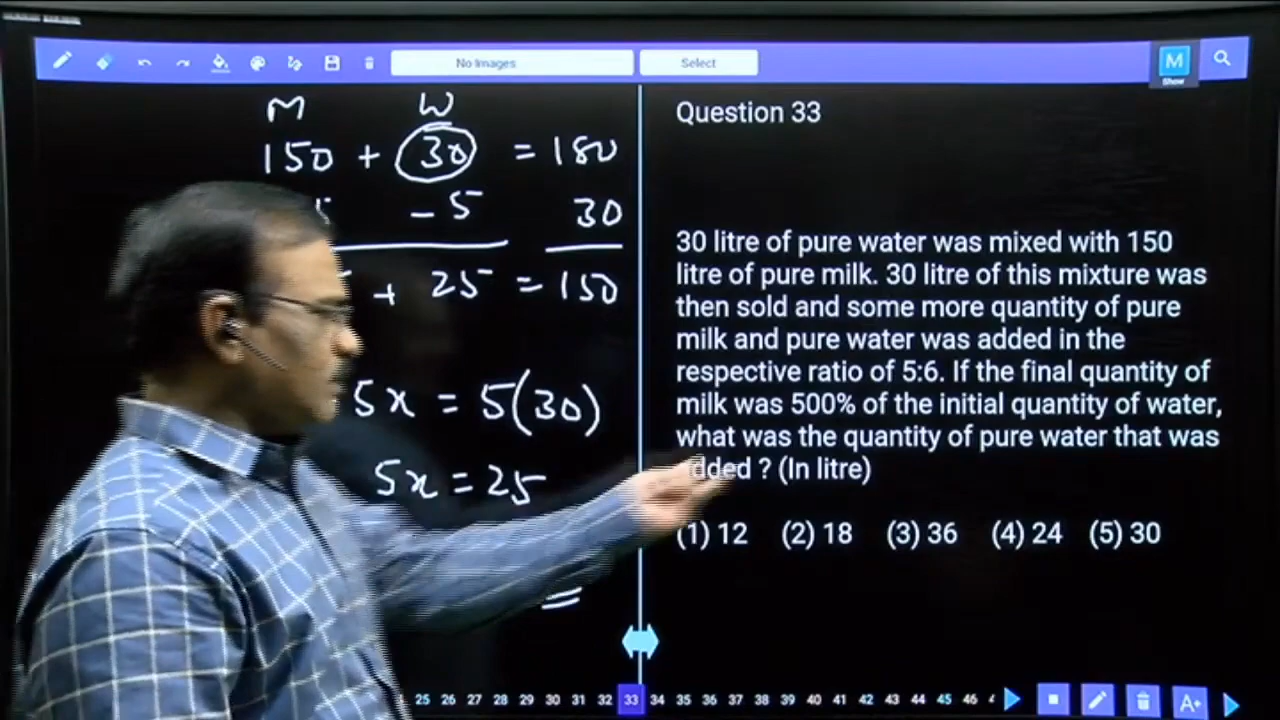 No Images
Select
M
Show
M W
150 + 30 = 180
- 5 30
+ 25 = 150
5x = 5(30)
5x = 25
=
Question 33
30 litre of pure water was mixed with 150
litre of pure milk. 30 litre of this mixture was
then sold and some more quantity of pure
milk and pure water was added in the
respective ratio of 5:6. If the final quantity of
milk was 500% of the initial quantity of water,
what was the quantity of pure water that was
added ? (In litre)
(1) 12 (2) 18 (3) 36 (4) 24 (5) 30
25 26 27 28 29 30 31 32 33 34 35 36 37 38 39 40 41 42 43 44 45 46
A+